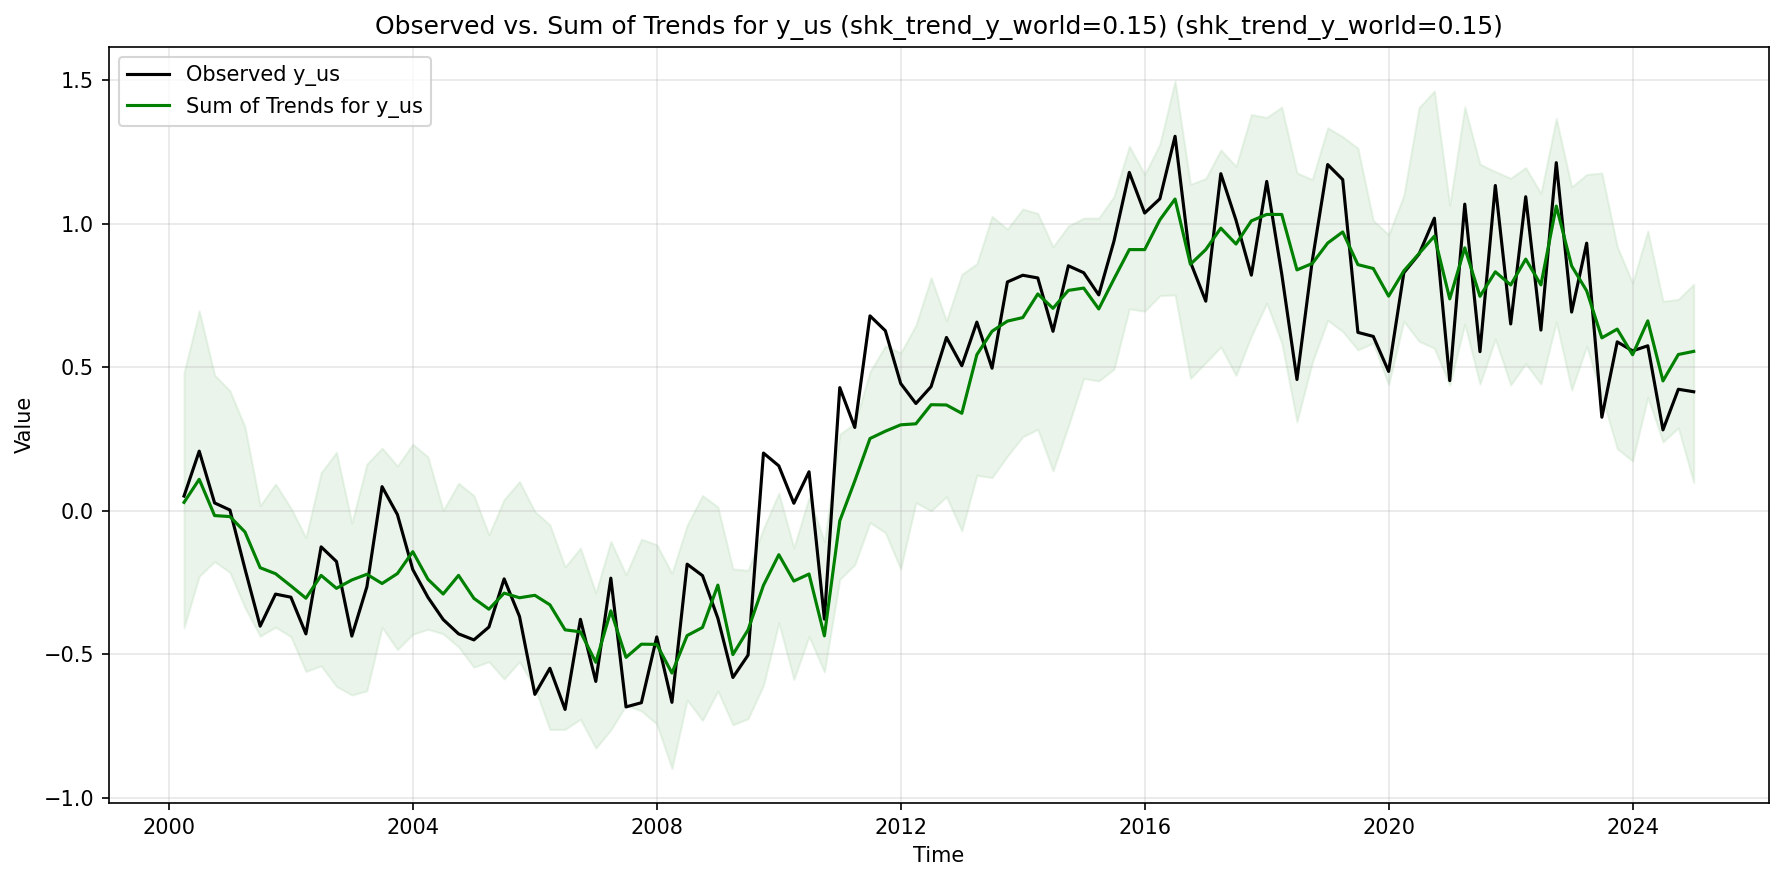 Observed vs. Sum of Trends for y_us (shk_trend_y_world=0.15) (shk_trend_y_world=0.15)
Observed y_us
Sum of Trends for y_us
1.5
1.0
0.5
0.0
−0.5
−1.0
Value
2000 2004 2008 2012 2016 2020 2024
Time